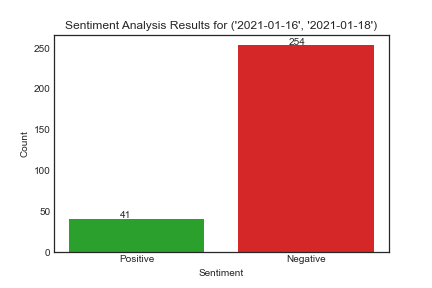 Sentiment Analysis Results for ('2021-01-16', '2021-01-18')
254
250
200
150
100
50
0
41
Count
Positive
Negative
Sentiment